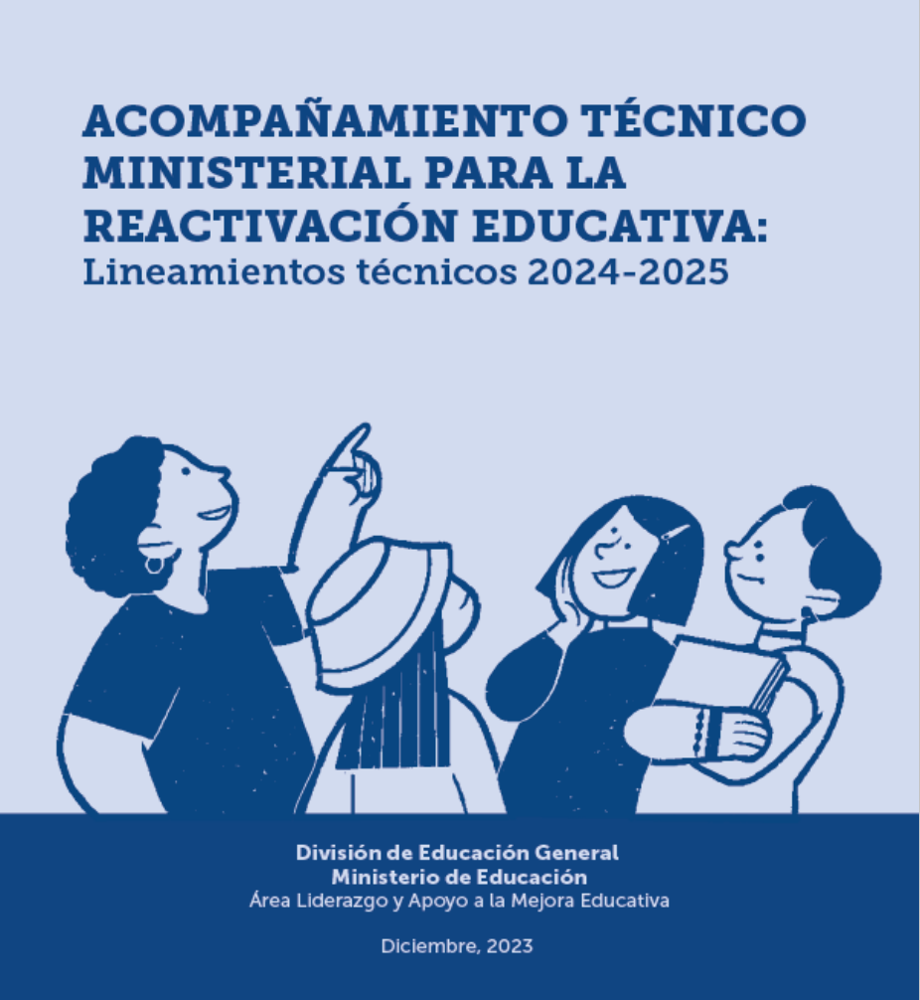 ACOMPAÑAMIENTO TÉCNICO
MINISTERIAL PARA LA
REACTIVACIÓN EDUCATIVA:
Lineamientos técnicos 2024-2025
División de Educación General
Ministerio de Educación
Área Liderazgo y Apoyo a la Mejora Educativa
Diciembre, 2023